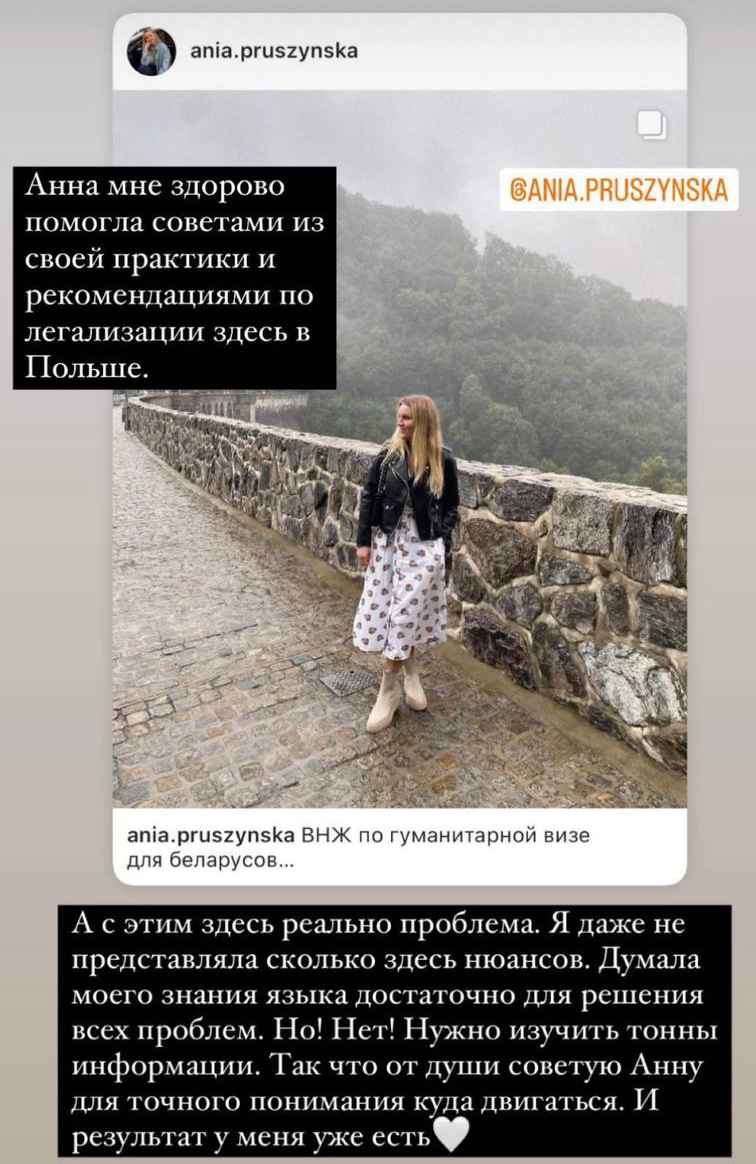 ania.pruszynska
@ANIA.PRUSZYNSKA
Анна мне здорово
помогла советами из
своей практики и
рекомендациями по
легализации здесь в
Польше.
ania.pruszynska ВНЖ по гуманитарной визе
для беларусов...
А с этим здесь реально проблема. Я даже не
представляла сколько здесь нюансов. Думала
моего знания языка достаточно для решения
всех проблем. Но! Нет! Нужно изучить тонны
информации. Так что от души советую Анну
для точного понимания куда двигаться. И
результат у меня уже есть🤍